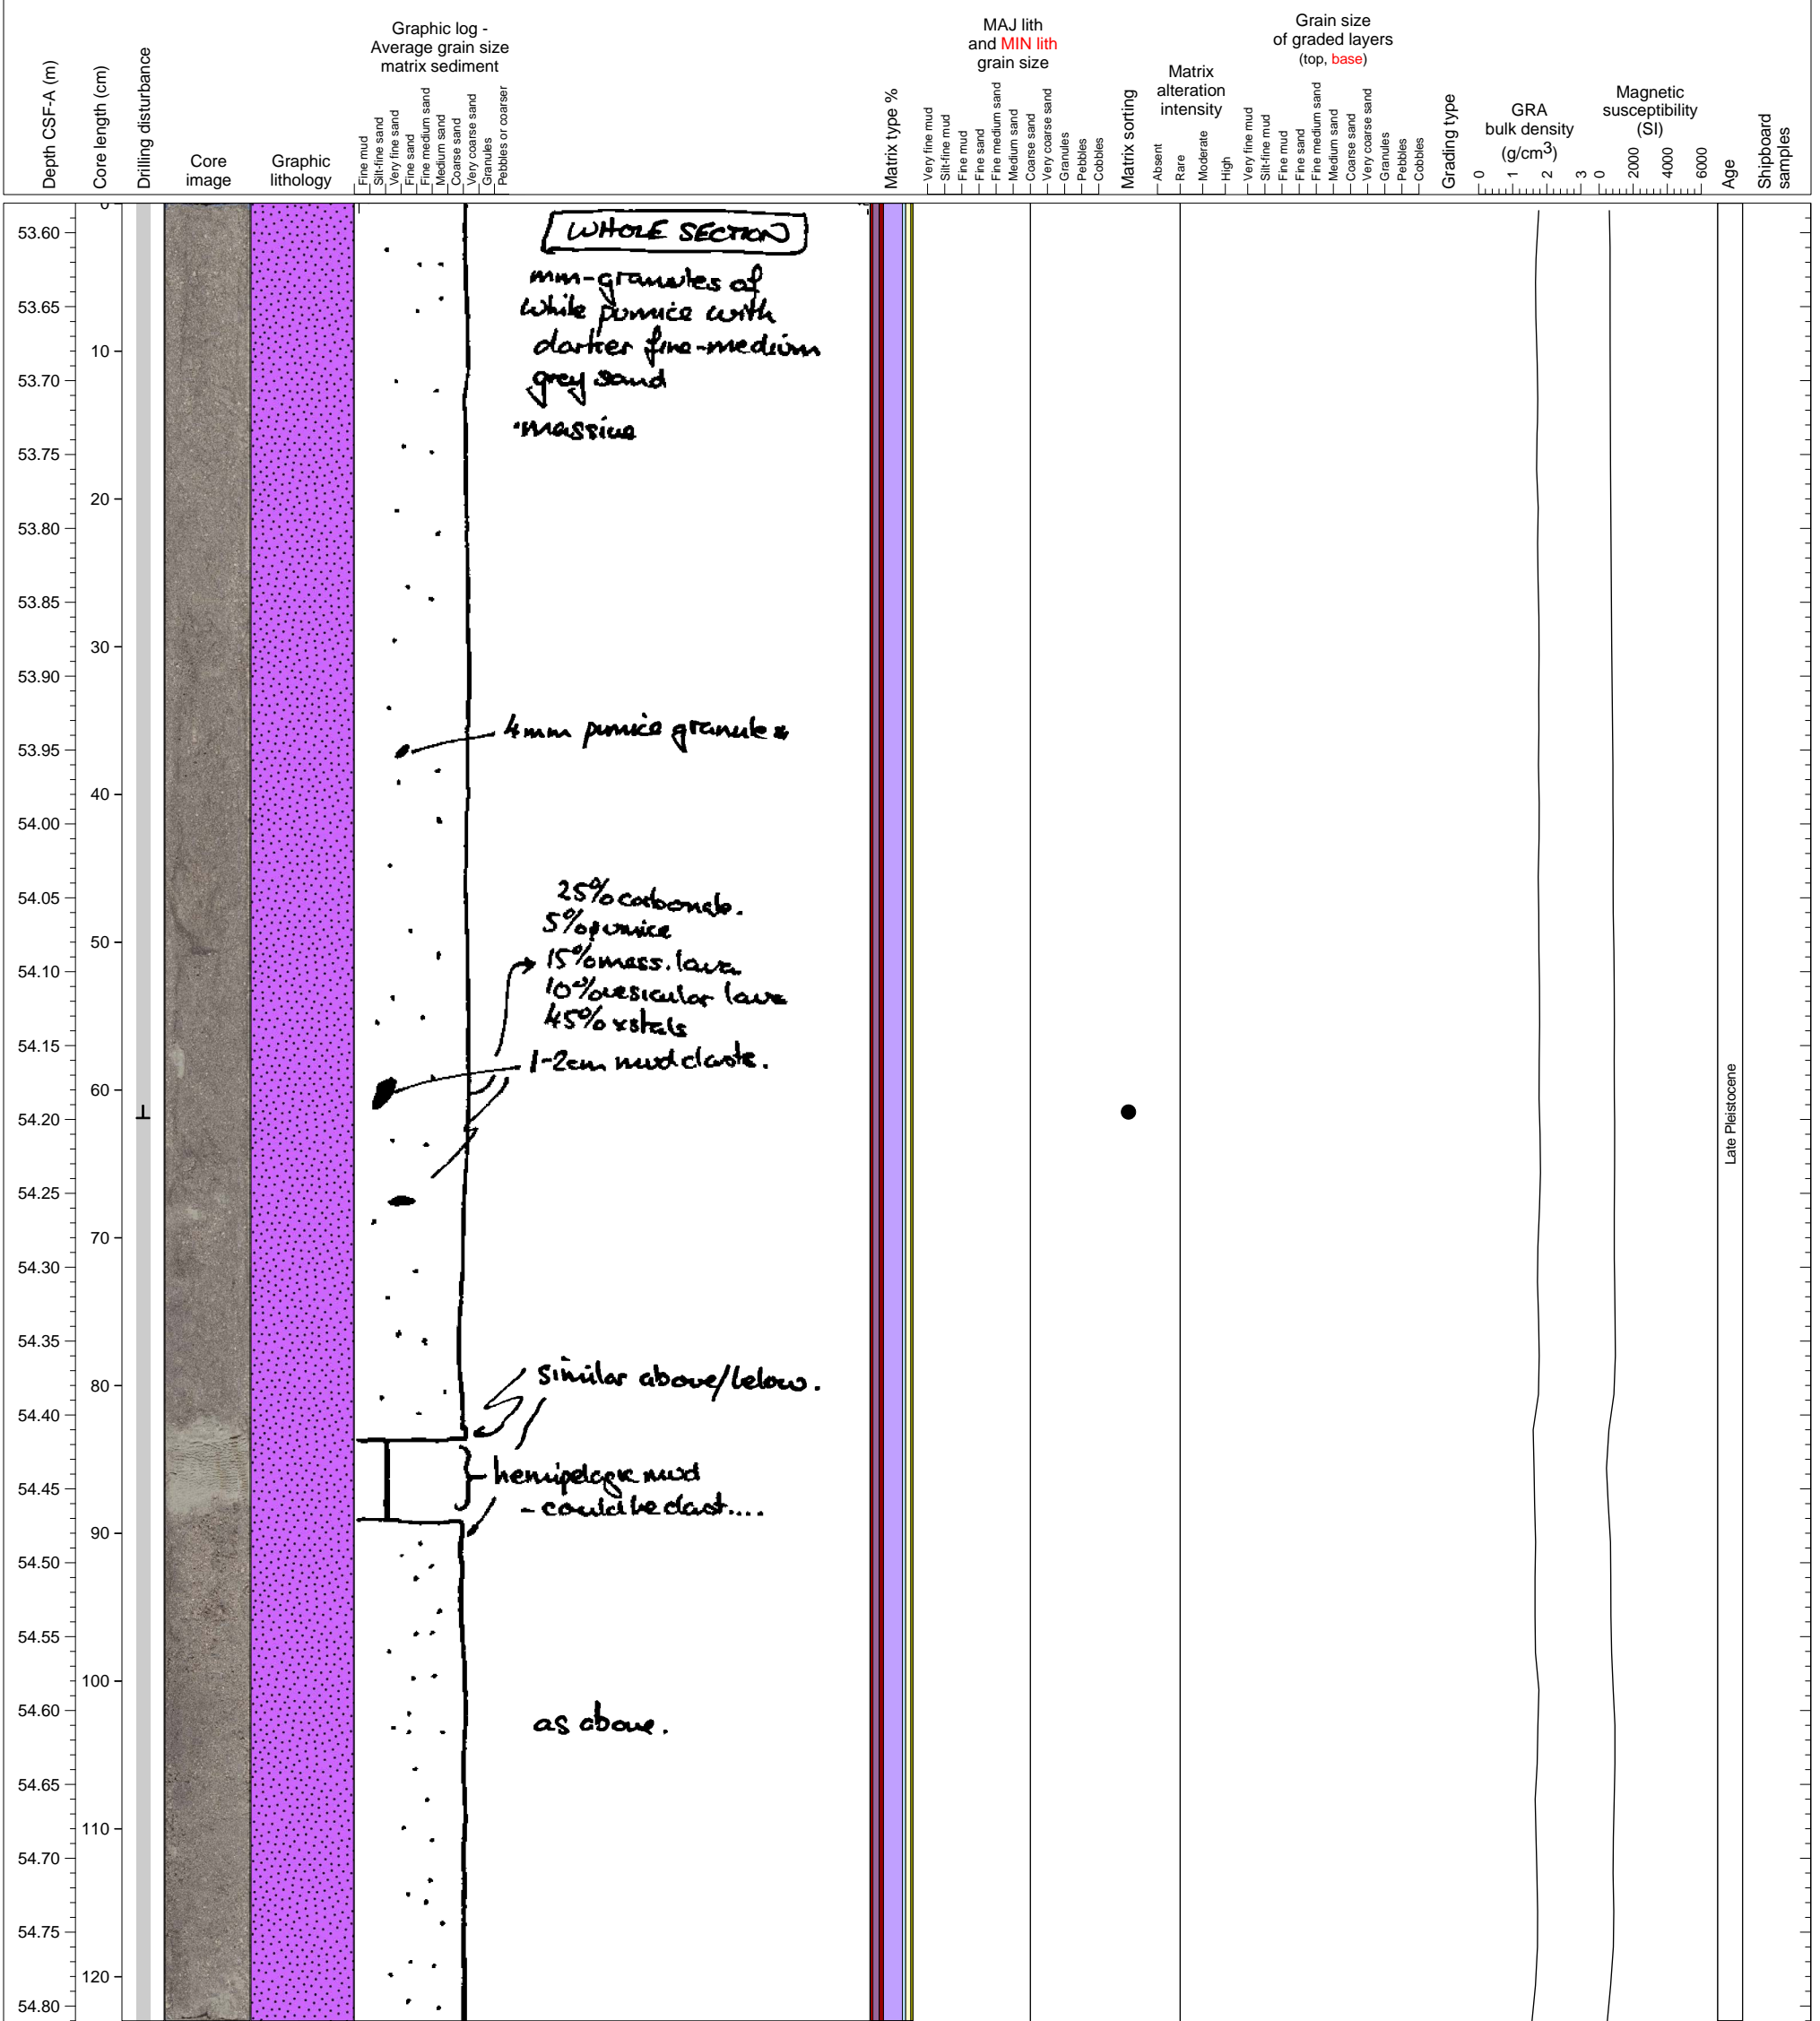 Depth CSF-A (m)
Core length (cm)
Drilling disturbance
Core
image
Graphic
lithology
Graphic log -
Average grain size
matrix sediment
Fine mud
Silt-fine sand
Very fine sand
Fine sand
Fine medium sand
Medium sand
Coarse sand
Very coarse sand
Granules
Pebbles or coarser
Matrix type %
MAJ lith
and MIN lith
grain size
Very fine mud
Silt-fine mud
Fine mud
Fine sand
Fine medium sand
Medium sand
Coarse sand
Very coarse sand
Granules
Pebbles
Cobbles
Matrix sorting
Matrix
alteration
intensity
Absent
Rare
Moderate
High
Grain size
of graded layers
(top, base)
Very fine mud
Silt-fine mud
Fine mud
Fine sand
Fine medium sand
Medium sand
Coarse sand
Very coarse sand
Granules
Pebbles
Cobbles
Grading type
GRA
bulk density
(g/cm3)
0 1 2 3
Magnetic
susceptibility
(SI)
0 2000 4000 6000
Age
Shipboard
samples
0
53.60
53.65
10
53.70
53.75
20
53.80
53.85
30
53.90
53.95
40
54.00
54.05
50
54.10
54.15
60
54.20
54.25
70
54.30
54.35
80
54.40
54.45
90
54.50
54.55
100
54.60
54.65
110
54.70
54.75
120
54.80
WHOLE SECTION
mm-granules of
white pumice with
darker fine-medium
grey sand
·massive
4mm pumice granules
25% carbonate.
5% pumice
15% mass. lava
10% vesicular lava
45% xstals
1-2cm mud clasts.
similar above/below.
hemipelagic mud
- could be clast....
as above.
Late Pleistocene